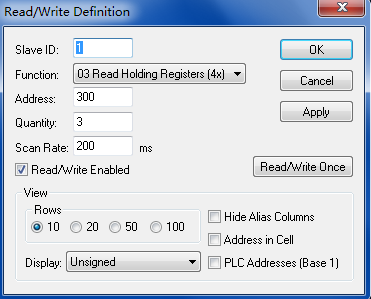 Read/Write Definition
Slave ID: 1
OK
Function: 03 Read Holding Registers (4x)
Cancel
Address: 300
Apply
Quantity: 3
Scan Rate: 200 ms
Read/Write Enabled
Read/Write Once
View
Rows
10 20 50 100
Hide Alias Columns
Address in Cell
Display: Unsigned
PLC Addresses (Base 1)